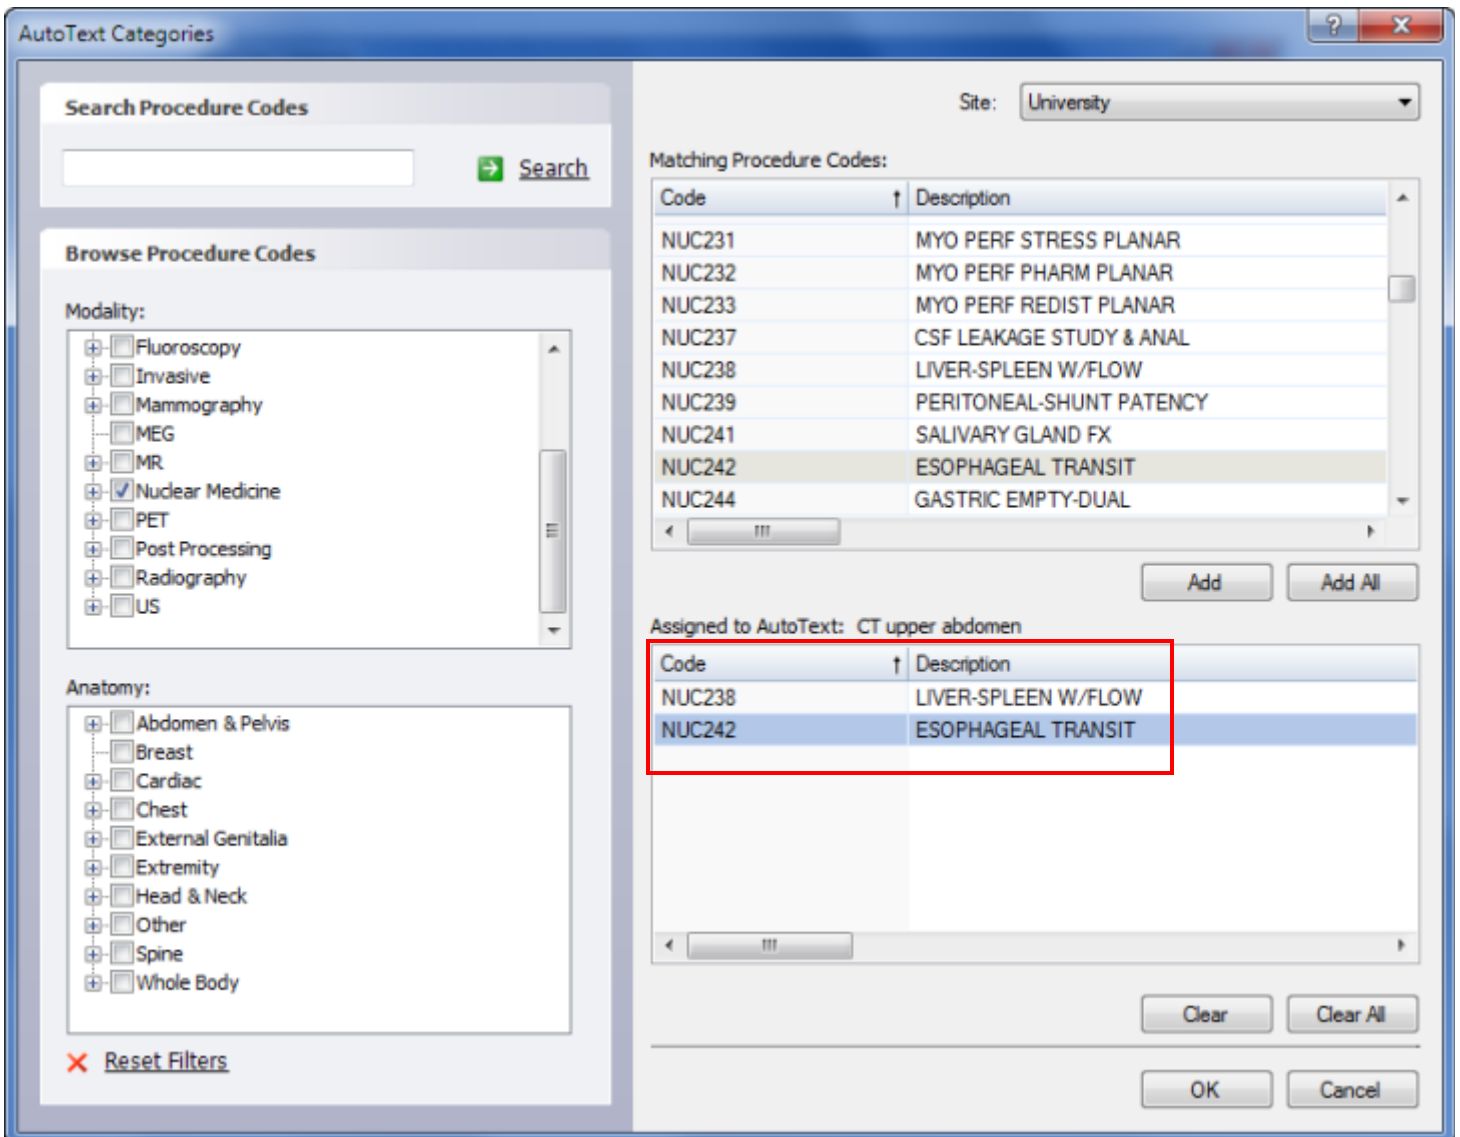 AutoText Categories
?
Search Procedure Codes
Search
Browse Procedure Codes
Modality:
Fluoroscopy
Invasive
Mammography
MEG
MR
Nuclear Medicine
PET
Post Processing
Radiography
US
Anatomy:
Abdomen & Pelvis
Breast
Cardiac
Chest
External Genitalia
Extremity
Head & Neck
Other
Spine
Whole Body
Reset Filters
Site: University
Matching Procedure Codes:
Code Description
NUC231 MYO PERF STRESS PLANAR
NUC232 MYO PERF PHARM PLANAR
NUC233 MYO PERF REDIST PLANAR
NUC237 CSF LEAKAGE STUDY & ANAL
NUC238 LIVER-SPLEEN W/FLOW
NUC239 PERITONEAL-SHUNT PATENCY
NUC241 SALIVARY GLAND FX
NUC242 ESOPHAGEAL TRANSIT
NUC244 GASTRIC EMPTY-DUAL
Add Add All
Assigned to AutoText: CT upper abdomen
Code Description
NUC238 LIVER-SPLEEN W/FLOW
NUC242 ESOPHAGEAL TRANSIT
Clear Clear All
OK Cancel